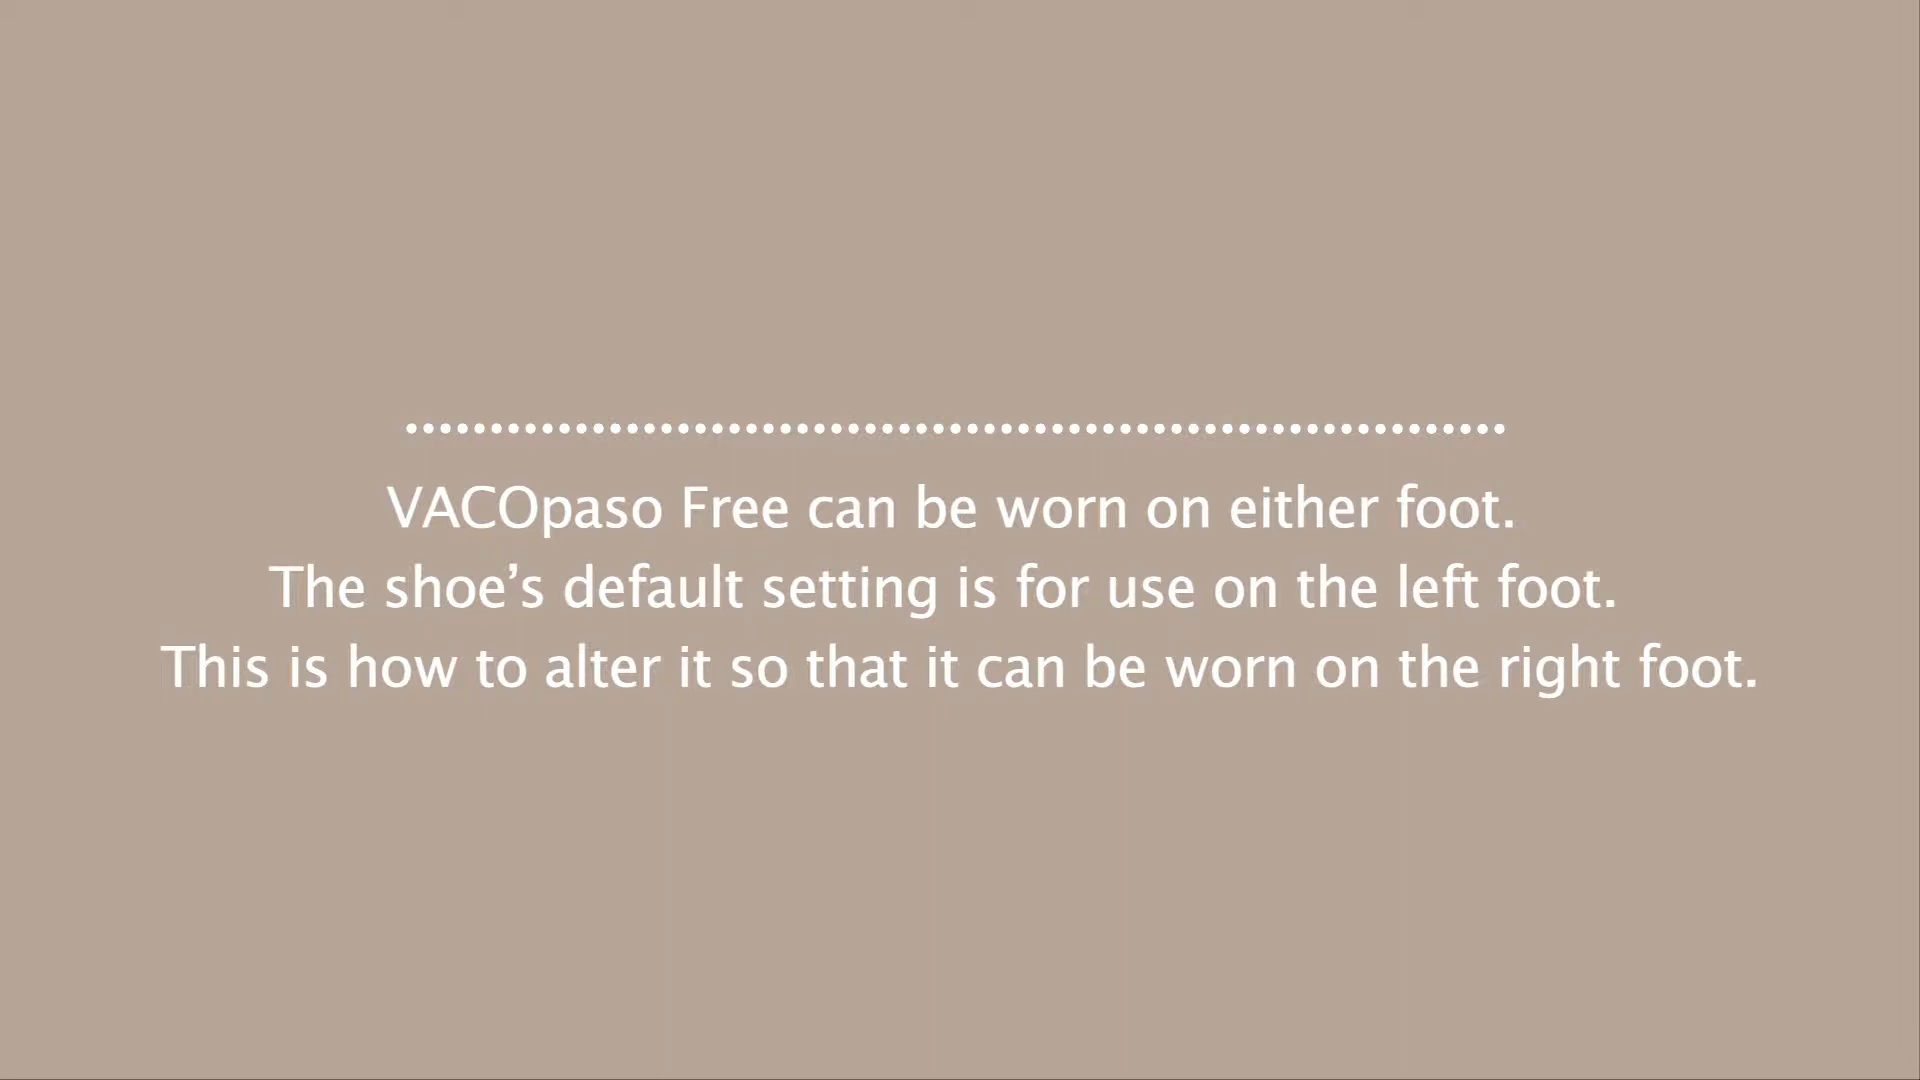 VACOpaso Free can be worn on either foot.
The shoe’s default setting is for use on the left foot.
This is how to alter it so that it can be worn on the right foot.